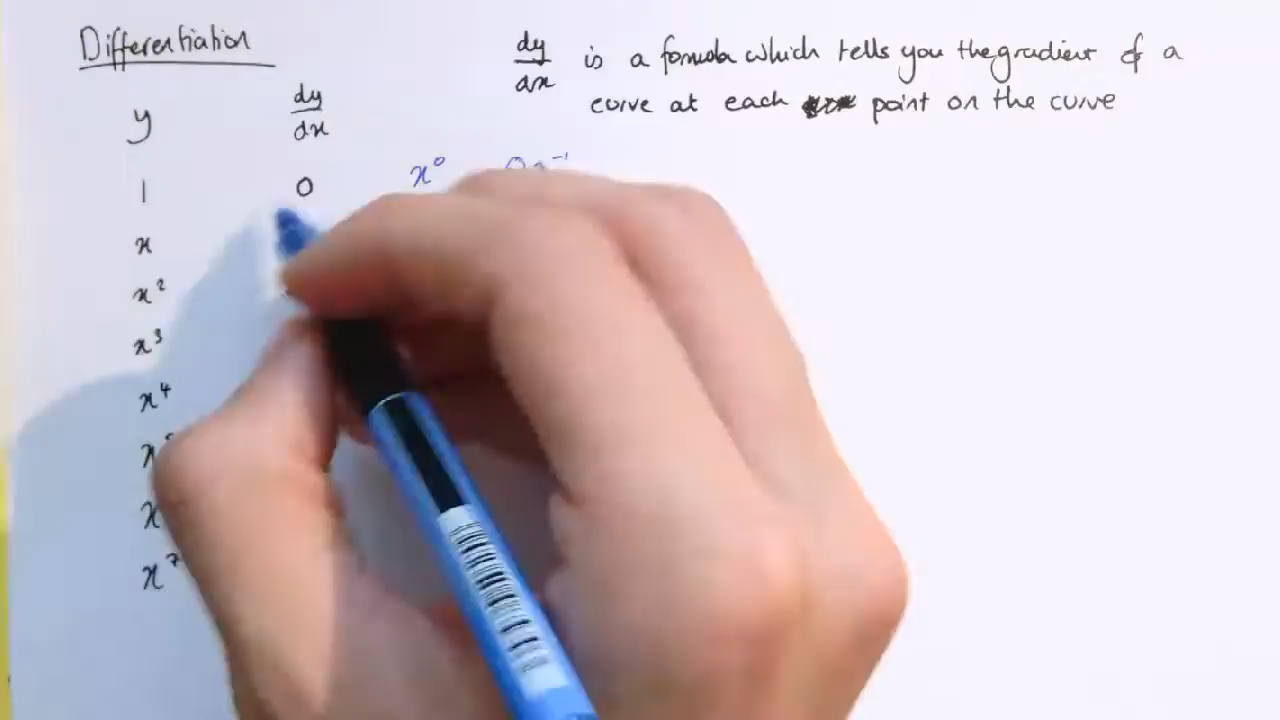 Differentiation
dy/dx is a formula which tells you the gradient of a
curve at each point on the curve
y dy/dx
1 0 x⁰
x
x²
x³
x⁴
x
x
x⁷